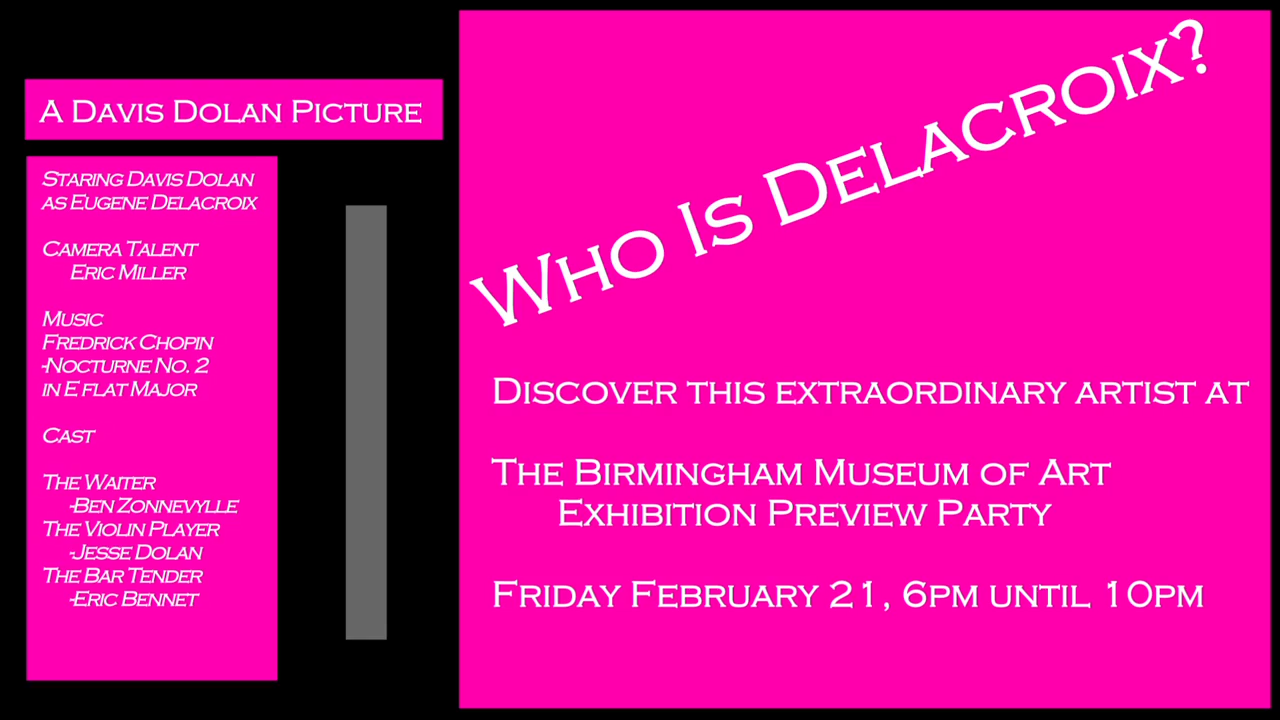 A Davis Dolan Picture
Staring Davis Dolan
as Eugene Delacroix
Camera Talent
Eric Miller
Music
Fredrick Chopin
-Nocturne No. 2
in E flat Major
Cast
The Waiter
-Ben Zonnevylle
The Violin Player
-Jesse Dolan
The Bar Tender
-Eric Bennet
Who Is Delacroix?
Discover this extraordinary artist at
The Birmingham Museum of Art
Exhibition Preview Party
Friday February 21, 6pm until 10pm